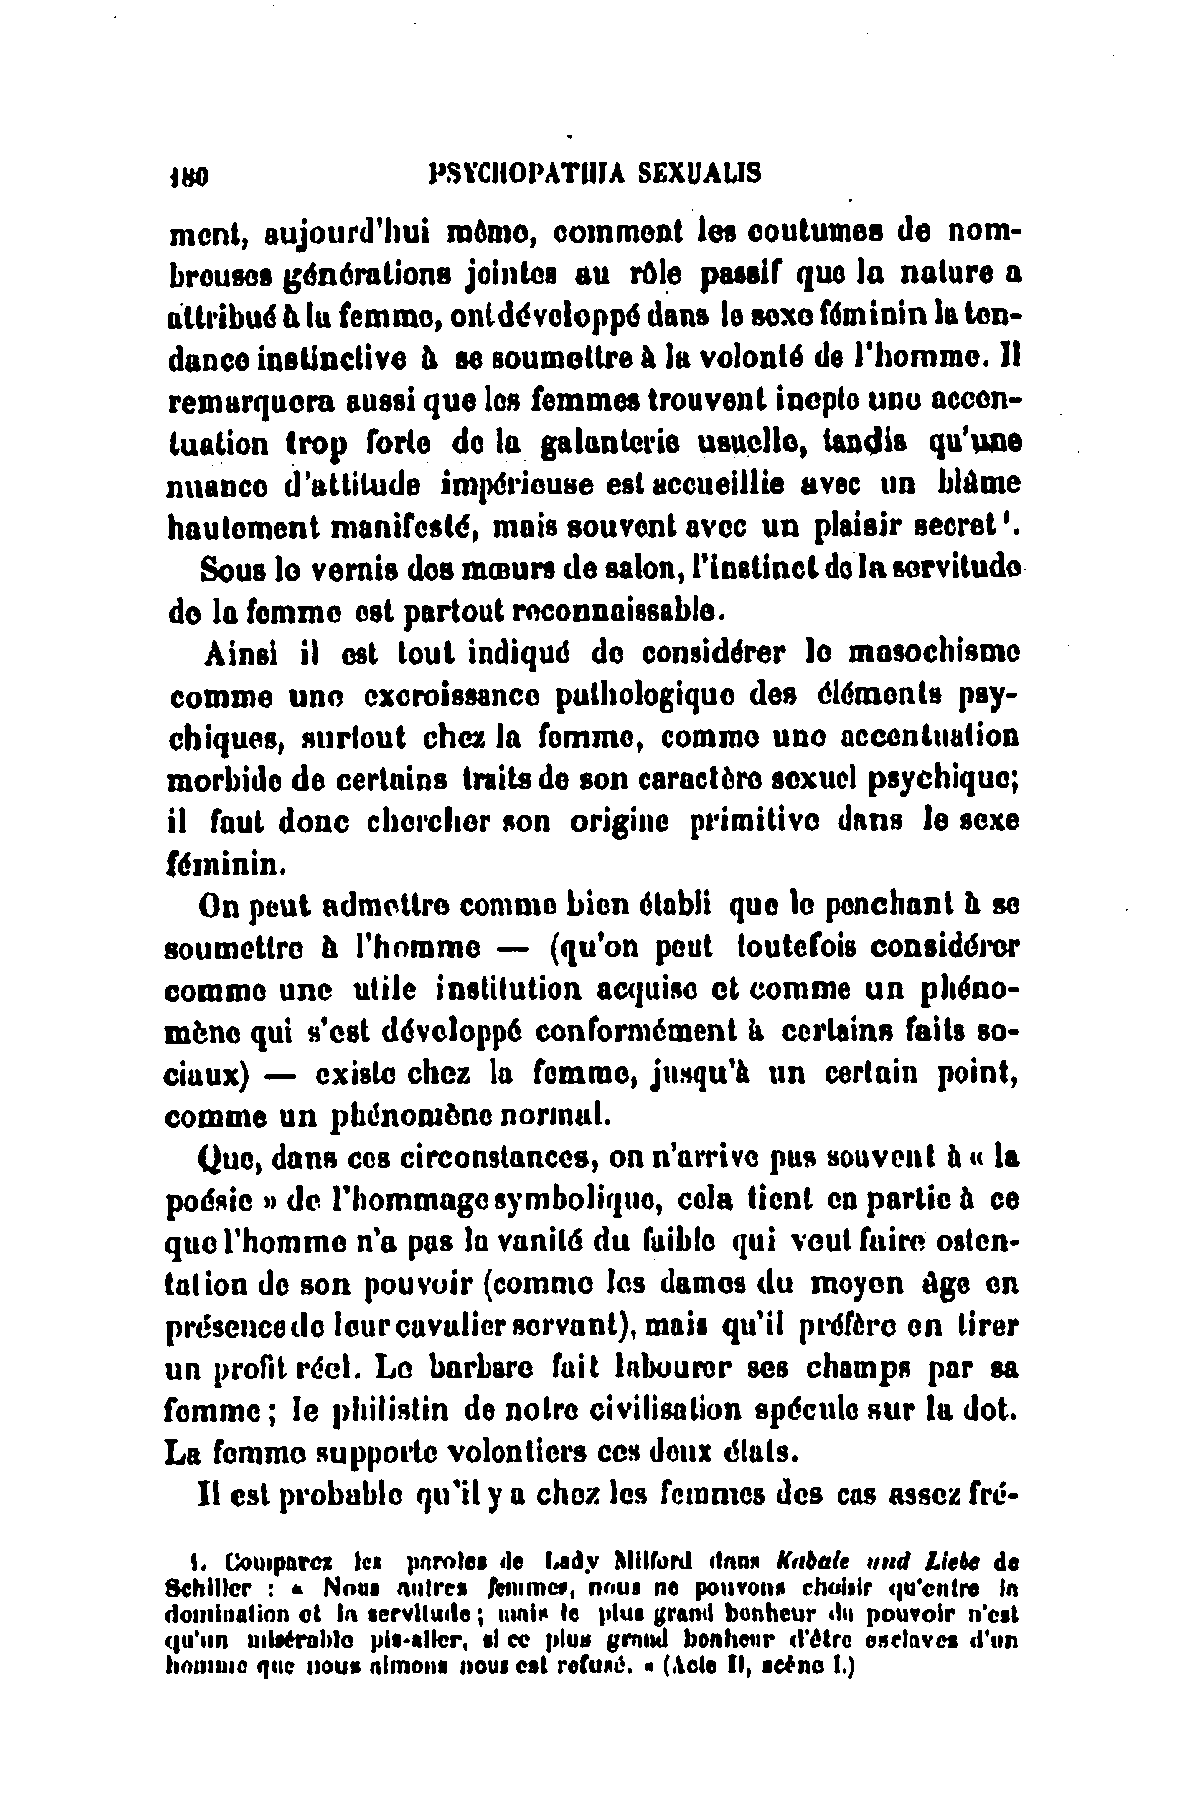 180 PSYCHOPATHIA SEXUALIS
ment, aujourd'hui même, comment les coutumes de nom-
breuses générations jointes au rôle passif que la nature a
attribué à la femme, ont développé dans le sexe féminin la ten-
dance instinctive à se soumettre à la volonté de l'homme. Il
remarquera aussi que les femmes trouvent inepte une accen-
tuation trop forte de la galanterie usuelle, tandis qu'une
nuance d'attitude impérieuse est accueillie avec un blâme
hautement manifesté, mais souvent avec un plaisir secret¹.
Sous le vernis des mœurs de salon, l'instinct de la servitude
de la femme est partout reconnaissable.
Ainsi il est tout indiqué de considérer le masochisme
comme une excroissance pathologique des éléments psy-
chiques, surtout chez la femme, comme une accentuation
morbide de certains traits de son caractère sexuel psychique;
il faut donc chercher son origine primitive dans le sexe
féminin.
On peut admettre comme bien établi que le penchant à se
soumettre à l'homme — (qu'on peut toutefois considérer
comme une utile institution acquise et comme un phéno-
mène qui s'est développé conformément à certains faits so-
ciaux) — existe chez la femme, jusqu'à un certain point,
comme un phénomène normal.
Que, dans ces circonstances, on n'arrive pas souvent à « la
poésie » de l'hommage symbolique, cela tient en partie à ce
que l'homme n'a pas la vanité du faible qui veut faire osten-
tation de son pouvoir (comme les dames du moyen âge en
présence de leur cavalier servant), mais qu'il préfère en tirer
un profit réel. Le barbare fait labourer ses champs par sa
femme; le philistin de notre civilisation spécule sur la dot.
La femme supporte volontiers ces deux états.
Il est probable qu'il y a chez les femmes des cas assez fré-
1. Comparez les paroles de Lady Milford dans Kabale und Liebe de
Schiller : « Nous autres femmes, nous ne pouvons choisir qu'entre la
domination et la servitude; mais le plus grand bonheur du pouvoir n'est
qu'un misérable pis-aller, si ce plus grand bonheur d'être esclaves d'un
homme que nous aimons nous est refusé. » (Acte II, scène I.)